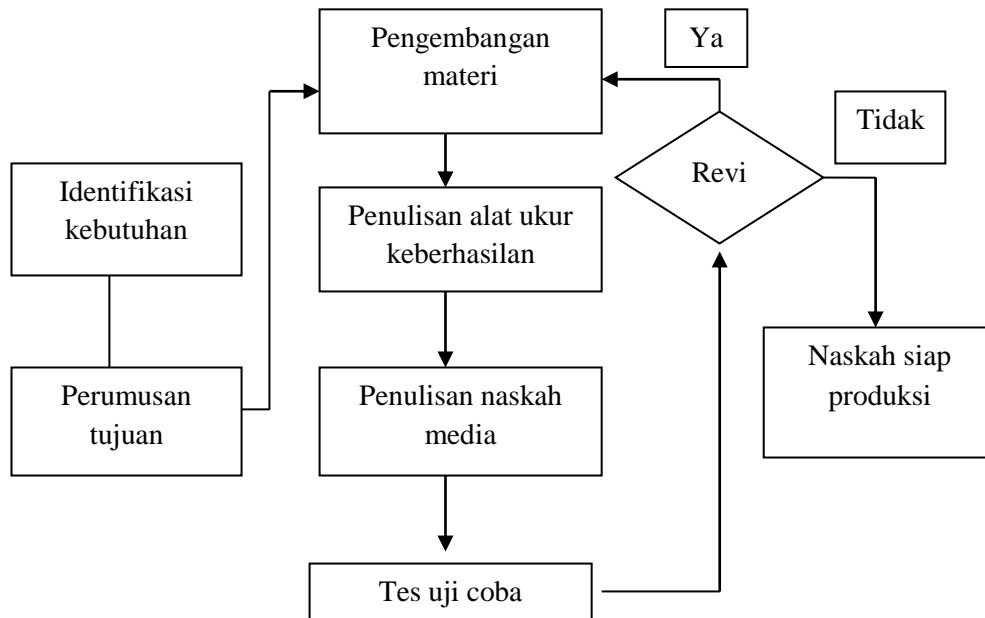 Identifikasi
kebutuhan
Perumusan
tujuan
Pengembangan
materi
Penulisan alat ukur
keberhasilan
Penulisan naskah
media
Tes uji coba
Revi
Ya
Tidak
Naskah siap
produksi